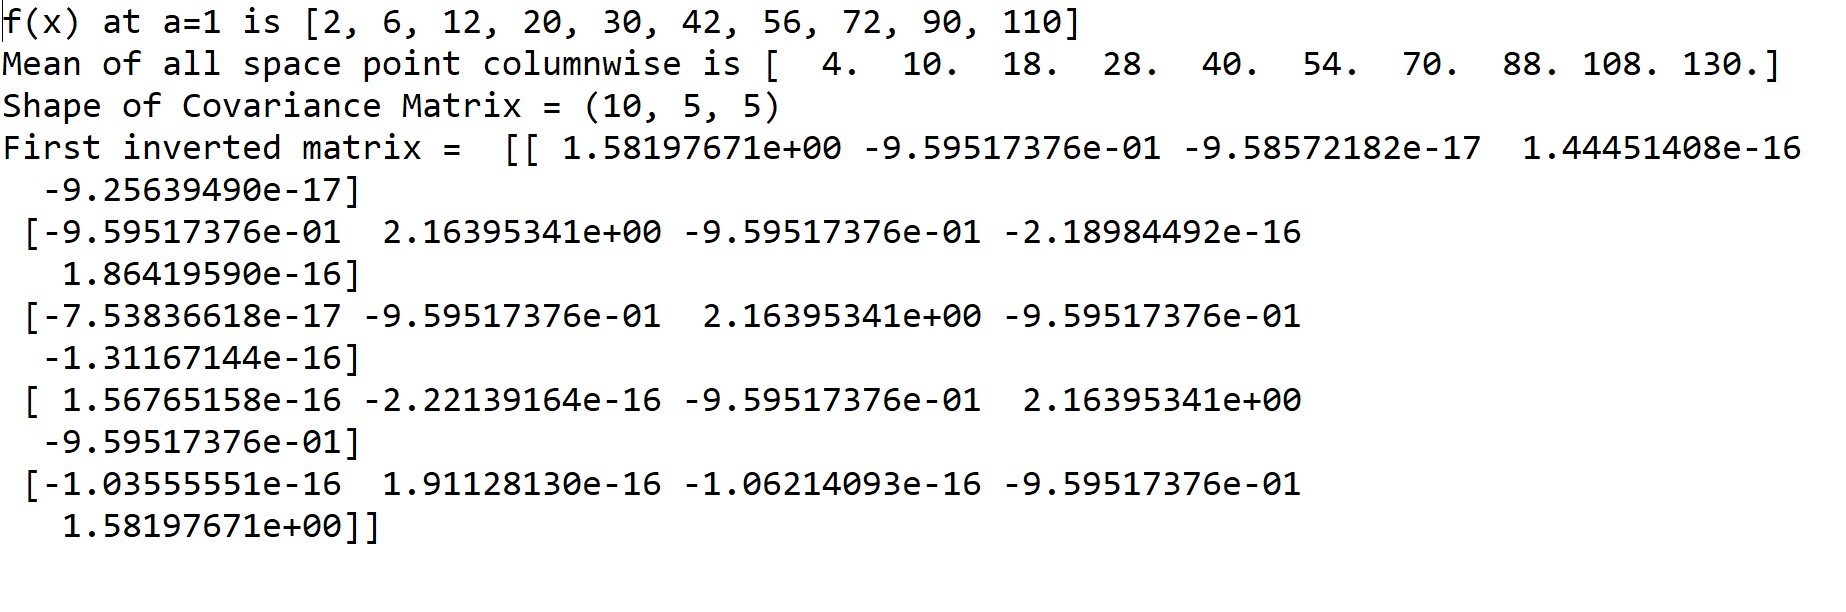 f(x) at a=1 is [2, 6, 12, 20, 30, 42, 56, 72, 90, 110]
Mean of all space point columnwise is [  4.  10.  18.  28.  40.  54.  70.  88. 108. 130.]
Shape of Covariance Matrix = (10, 5, 5)
First inverted matrix =  [[ 1.58197671e+00 -9.59517376e-01 -9.58572182e-17  1.44451408e-16
  -9.25639490e-17]
 [-9.59517376e-01  2.16395341e+00 -9.59517376e-01 -2.18984492e-16
   1.86419590e-16]
 [-7.53836618e-17 -9.59517376e-01  2.16395341e+00 -9.59517376e-01
  -1.31167144e-16]
 [ 1.56765158e-16 -2.22139164e-16 -9.59517376e-01  2.16395341e+00
  -9.59517376e-01]
 [-1.03555551e-16  1.91128130e-16 -1.06214093e-16 -9.59517376e-01
   1.58197671e+00]]